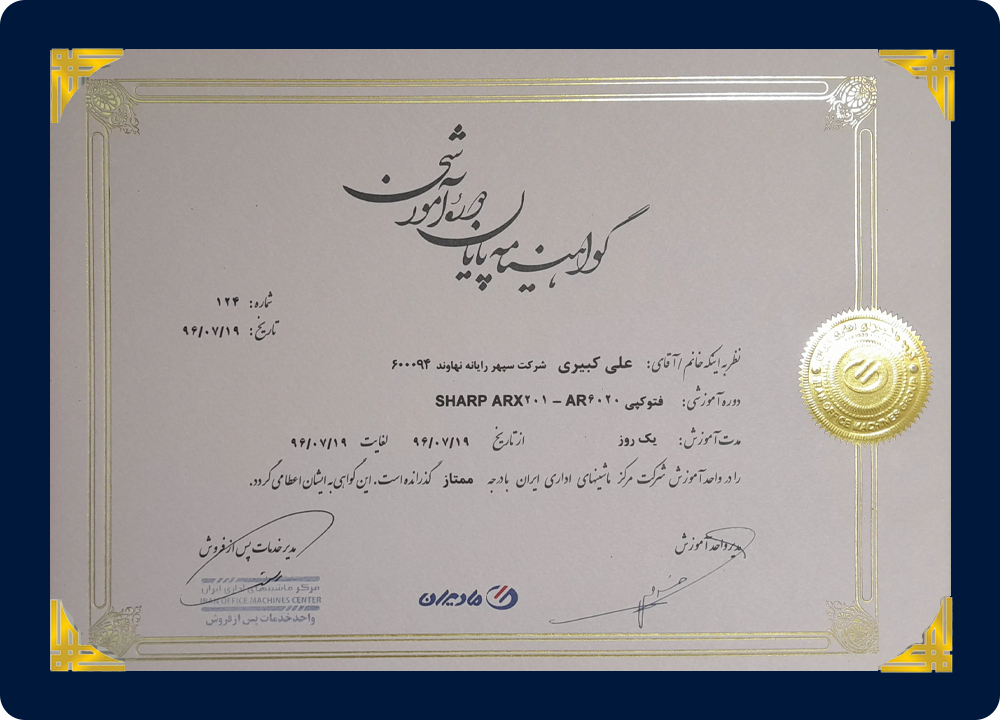 گواهینامه پایان دوره آموزشی
شماره: ۱۲۴
تاریخ: ۹۶/۰۷/۱۹
نظر به اینکه خانم / آقای: علی کبیری شرکت سپهر رایانه نهاوند ۶۰۰۰۹۴
دوره آموزشی: فتوکپی SHARP ARX۲۰۱ – AR۶۰۲۰
مدت آموزش: یک روز از تاریخ ۹۶/۰۷/۱۹ لغایت ۹۶/۰۷/۱۹
را در واحد آموزش شرکت مرکز ماشینهای اداری ایران با درجه ممتاز گذرانده است. این گواهی به ایشان اعطا می گردد.
مدیر واحد آموزش
مدیر خدمات پس از فروش
مرکز ماشینهای اداری ایران
IRAN OFFICE MACHINES CENTER
واحد خدمات پس از فروش
مادیران